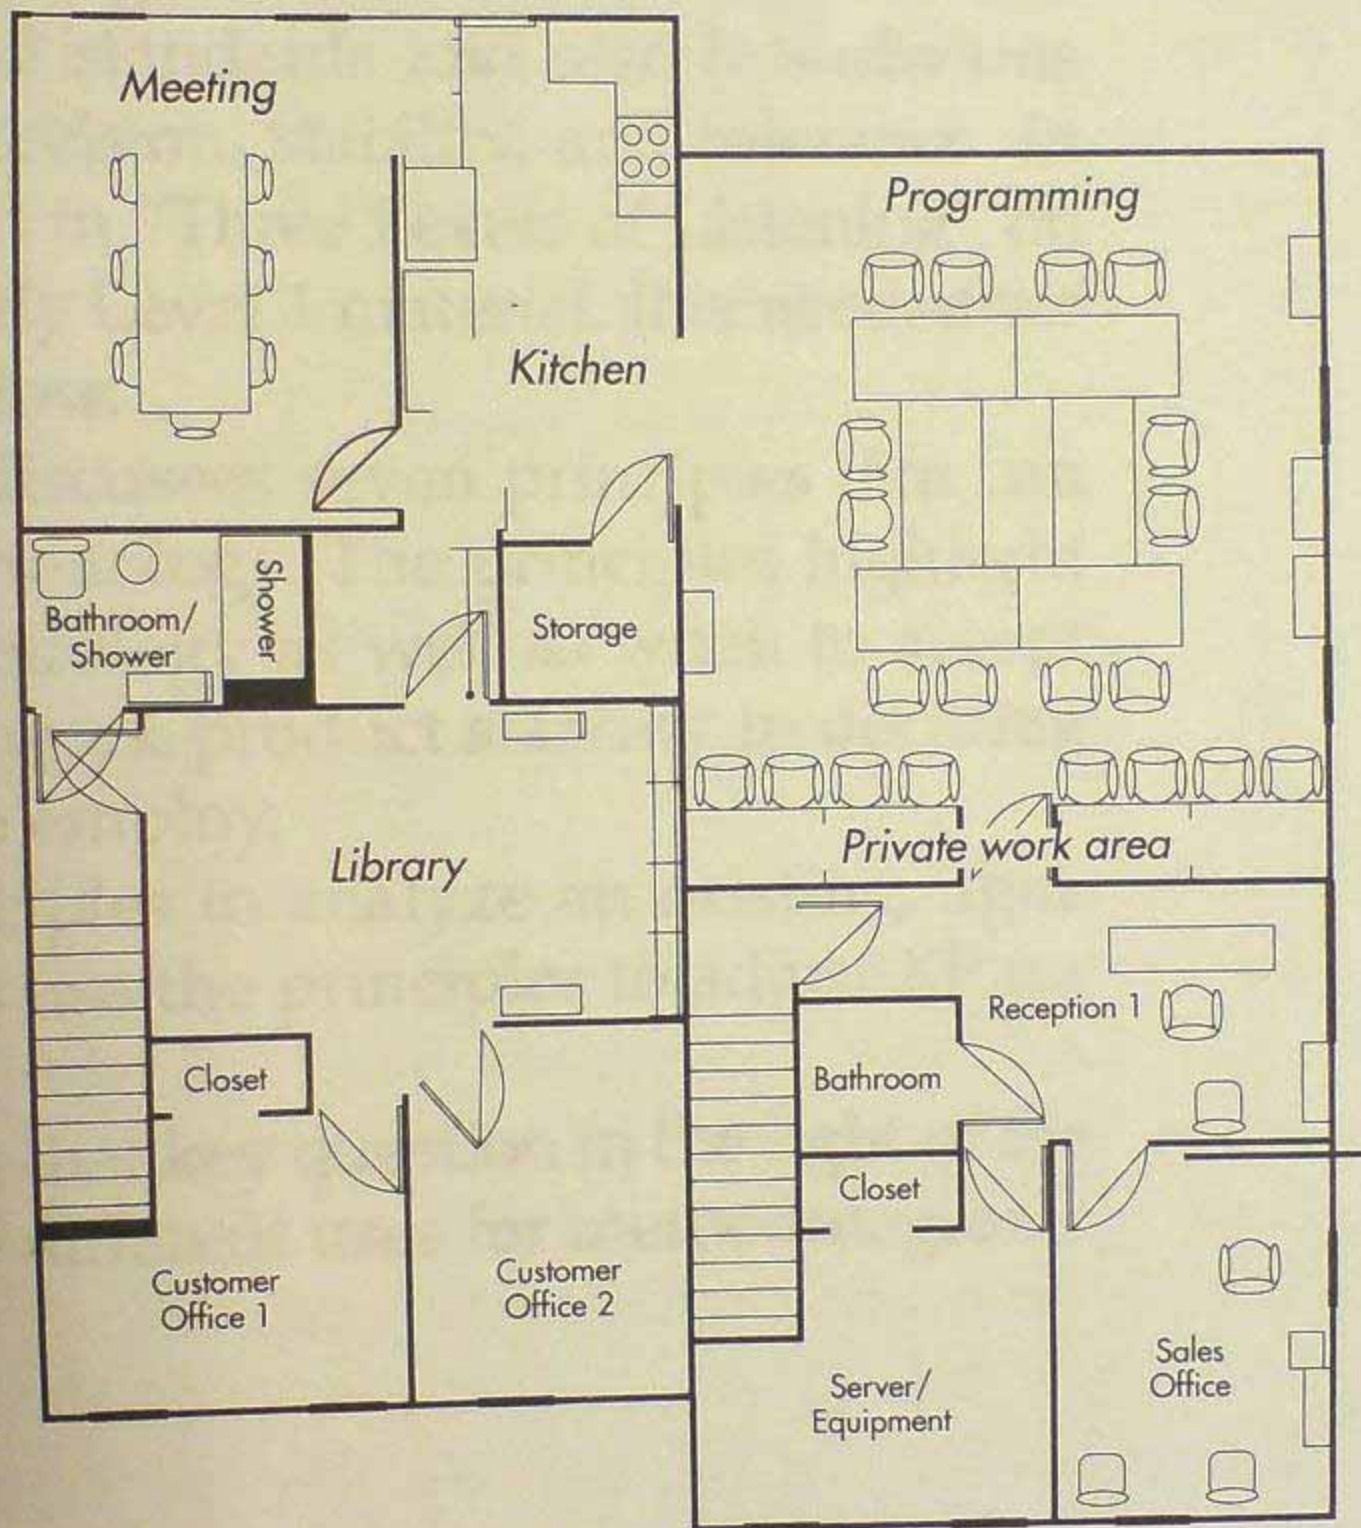 Meeting
Kitchen
Programming
Bathroom/
Shower
Shower
Storage
Library
Private work area
Reception 1
Closet
Bathroom
Closet
Customer
Office 1
Customer
Office 2
Server/
Equipment
Sales
Office